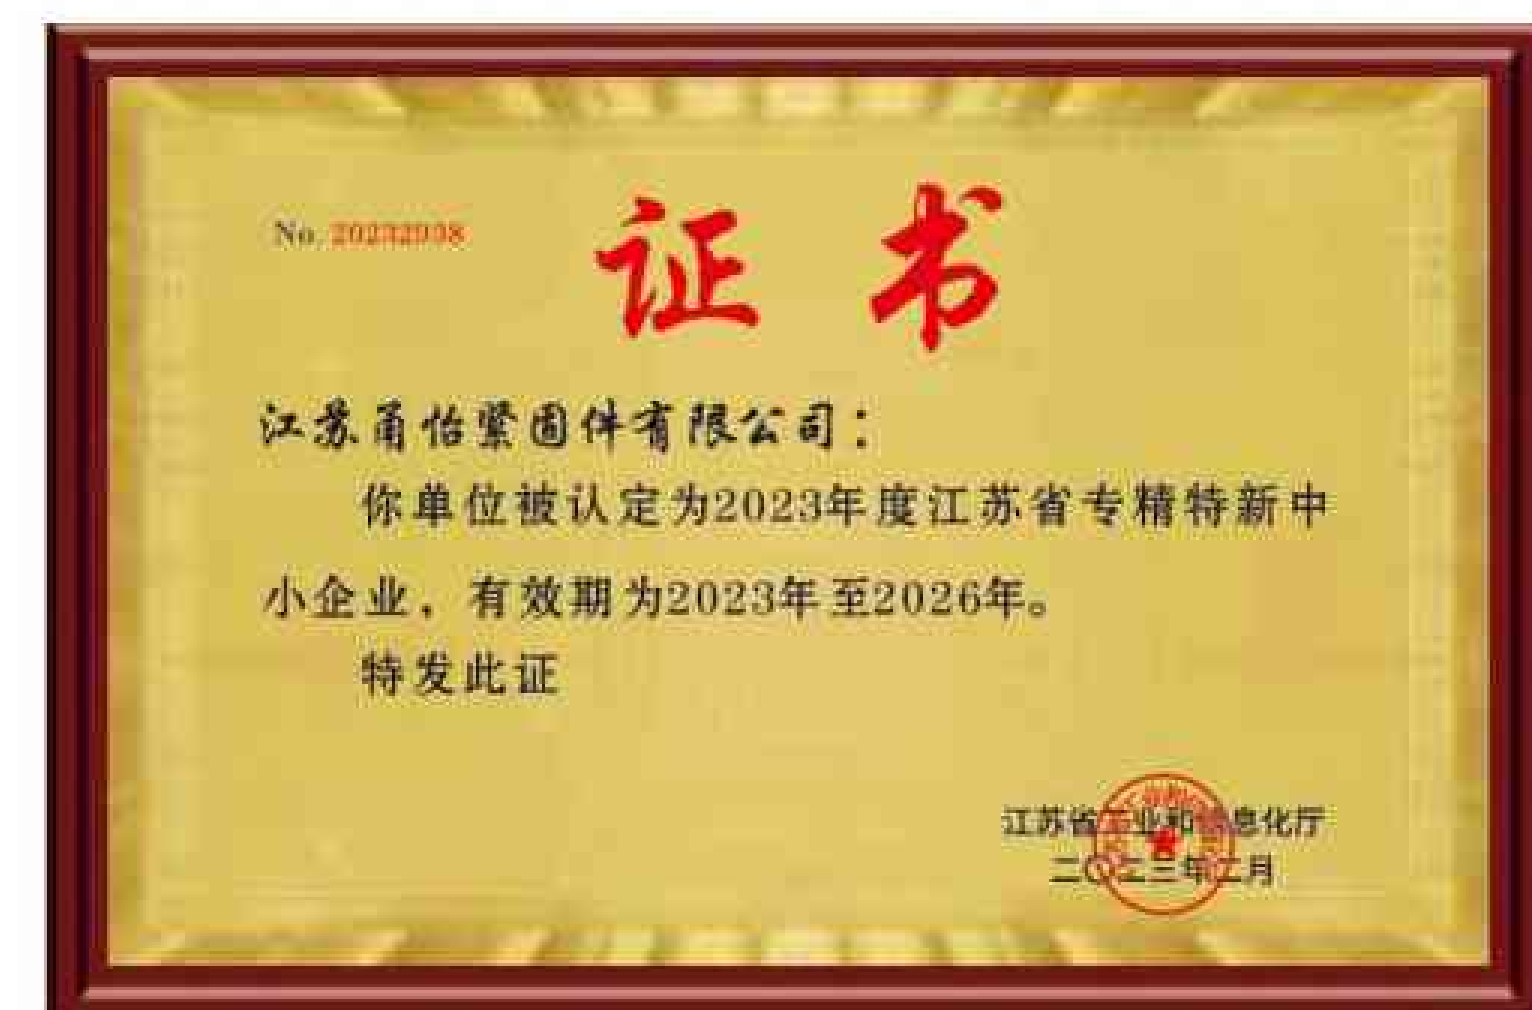 No. 20232938
证书
江苏甬怡紧固件有限公司：
你单位被认定为2023年度江苏省专精特新中
小企业，有效期为2023年至2026年。
特发此证
江苏省工业和信息化厅
二〇二三年二月